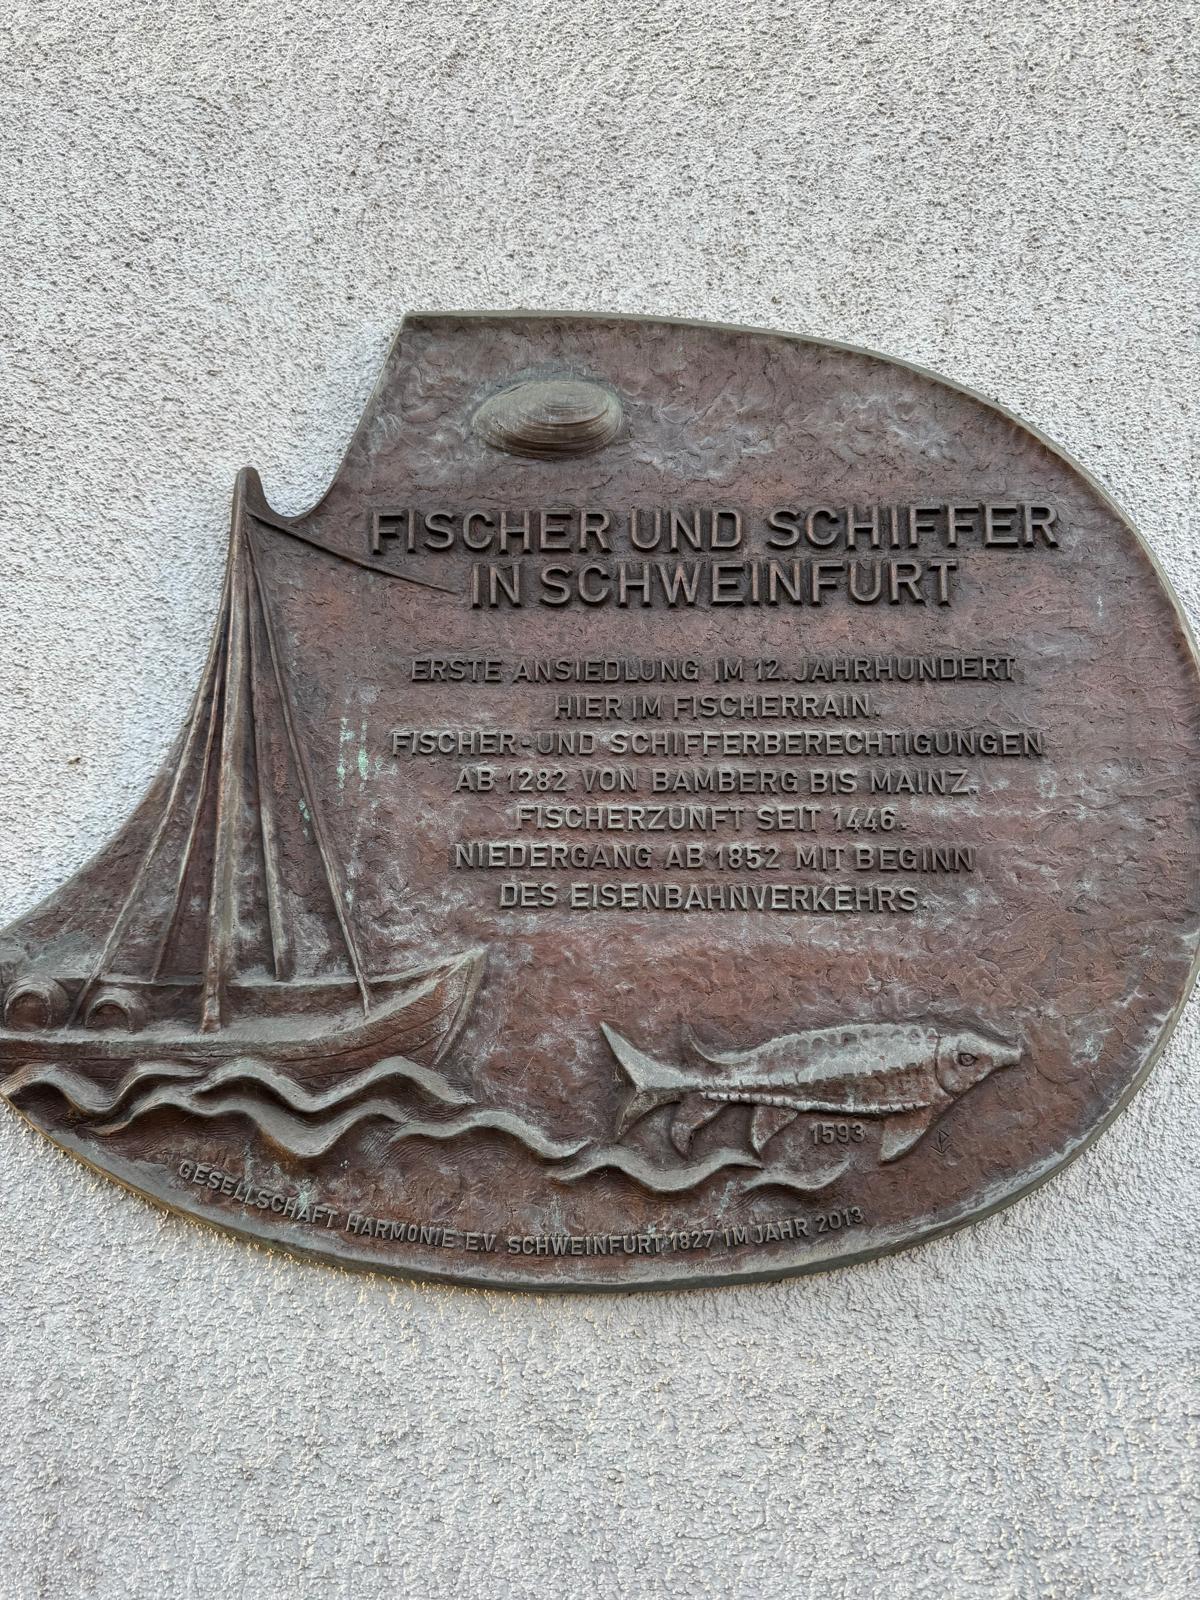 FISCHER UND SCHIFFER
IN SCHWEINFURT
ERSTE ANSIEDLUNG IM 12. JAHRHUNDERT
HIER IM FISCHERRAIN.
FISCHER-UND SCHIFFERBERECHTIGUNGEN
AB 1282 VON BAMBERG BIS MAINZ.
FISCHERZUNFT SEIT 1446.
NIEDERGANG AB 1852 MIT BEGINN
DES EISENBAHNVERKEHRS.
1593
GESELLSCHAFT HARMONIE E.V. SCHWEINFURT 1827 IM JAHR 2013